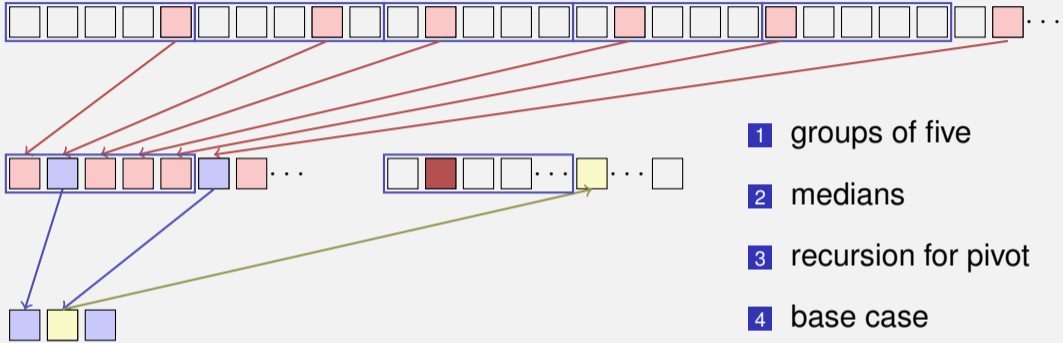 1 groups of five
2 medians
3 recursion for pivot
4 base case